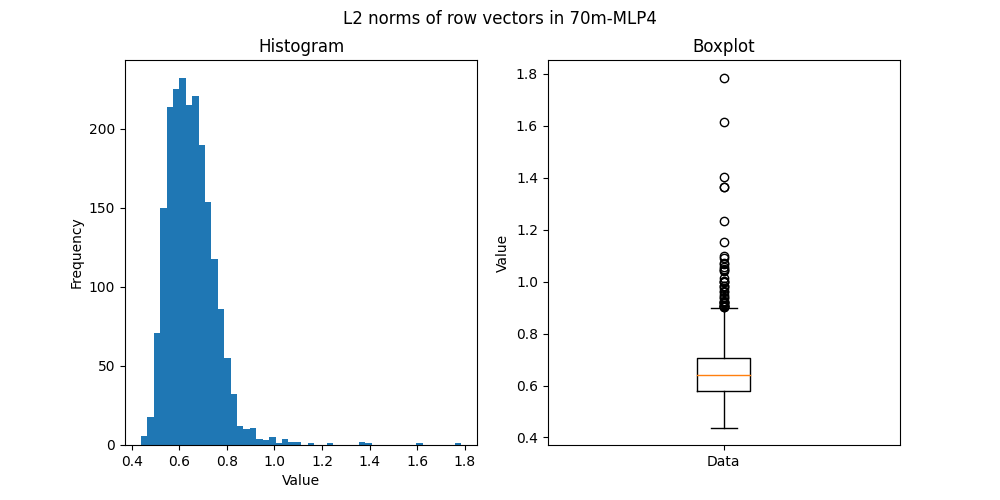 L2 norms of row vectors in 70m-MLP4
Histogram
Frequency
200
150
100
50
0
0.4 0.6 0.8 1.0 1.2 1.4 1.6 1.8
Value
Boxplot
Value
1.8
1.6
1.4
1.2
1.0
0.8
0.6
0.4
Data